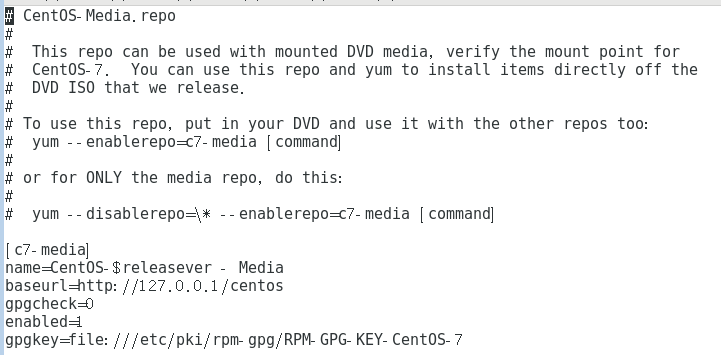 # CentOS-Media.repo
#
#  This repo can be used with mounted DVD media, verify the mount point for
#  CentOS-7.  You can use this repo and yum to install items directly off the
#  DVD ISO that we release.
#
# To use this repo, put in your DVD and use it with the other repos too:
#  yum --enablerepo=c7-media [command]
#
# or for ONLY the media repo, do this:
#
#  yum --disablerepo=\* --enablerepo=c7-media [command]

[c7-media]
name=CentOS-$releasever - Media
baseurl=http://127.0.0.1/centos
gpgcheck=0
enabled=1
gpgkey=file:///etc/pki/rpm-gpg/RPM-GPG-KEY-CentOS-7